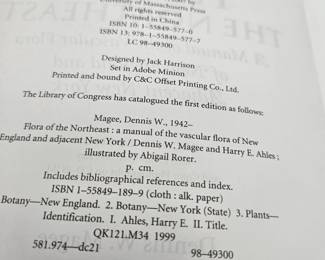 University of Massachusetts Press
All rights reserved
Printed in China
ISBN 10: 1-55849-577-6
ISBN 13: 978-1-55849-577-7
LC 98-49300
Designed by Jack Harrison
Set in Adobe Minion
Printed and bound by C&C Offset Printing Co., Ltd.
The Library of Congress has catalogued the first edition as follows:
Magee, Dennis W., 1942–
Flora of the Northeast : a manual of the vascular flora of New
England and adjacent New York / Dennis W. Magee and Harry E. Ahles ;
illustrated by Abigail Rorer.
p. cm.
Includes bibliographical references and index.
ISBN 1-55849-189-9 (cloth : alk. paper)
Botany—New England. 2. Botany—New York (State) 3. Plants—
Identification. I. Ahles, Harry E. II. Title.
QK121.M34 1999
581.974—dc21 98-49300